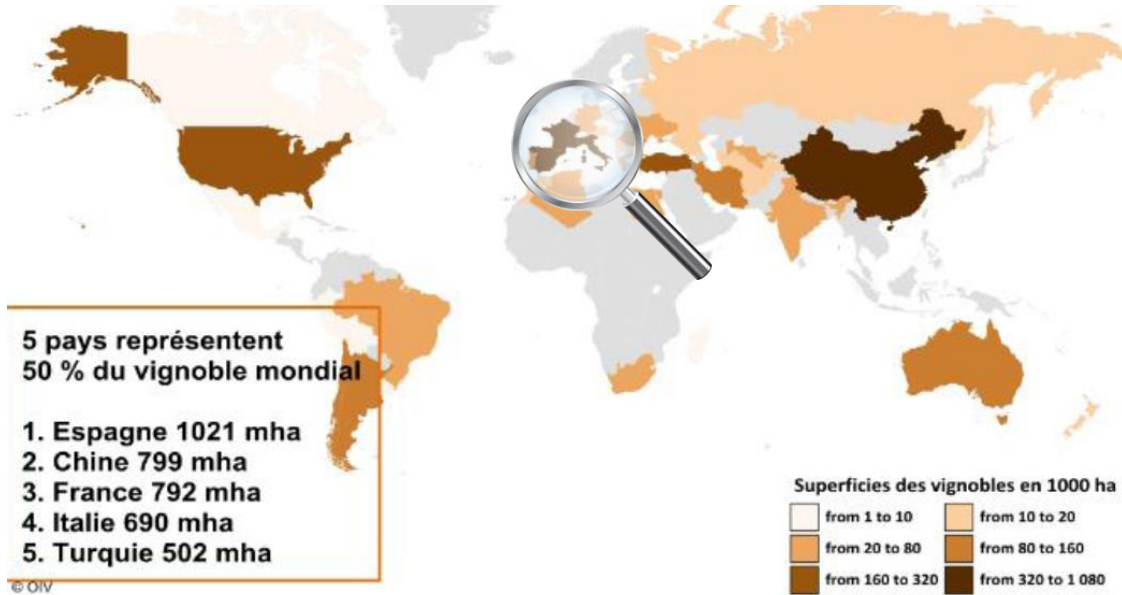 5 pays représentent
50 % du vignoble mondial
1. Espagne 1021 mha
2. Chine 799 mha
3. France 792 mha
4. Italie 690 mha
5. Turquie 502 mha
© OIV
Superficies des vignobles en 1000 ha
from 1 to 10
from 10 to 20
from 20 to 80
from 80 to 160
from 160 to 320
from 320 to 1 080